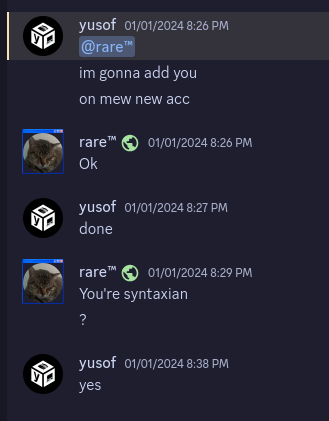 yusof 01/01/2024 8:26 PM
@rare™
im gonna add you
on mew new acc
rare™ 01/01/2024 8:26 PM
Ok
yusof 01/01/2024 8:27 PM
done
rare™ 01/01/2024 8:29 PM
You're syntaxian
?
yusof 01/01/2024 8:38 PM
yes